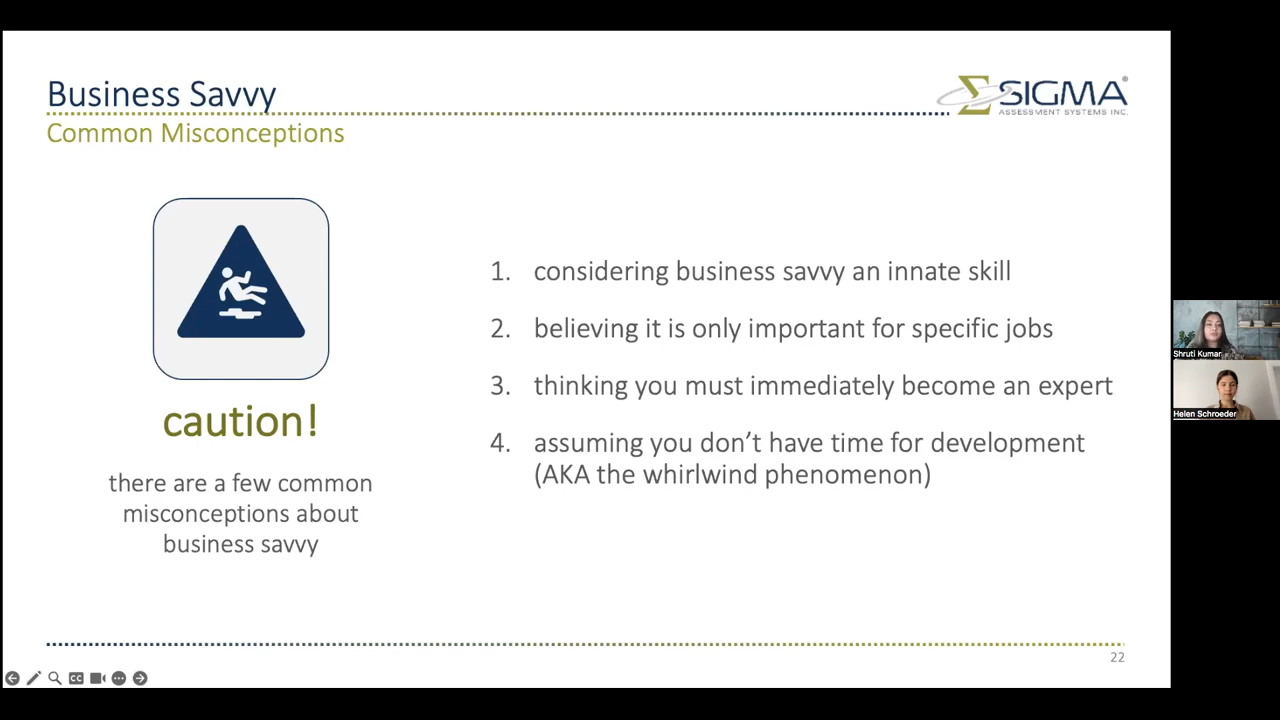 Business Savvy
Common Misconceptions
SIGMA®
ASSESSMENT SYSTEMS INC.
caution!
there are a few common
misconceptions about
business savvy
1. considering business savvy an innate skill
2. believing it is only important for specific jobs
3. thinking you must immediately become an expert
4. assuming you don’t have time for development
(AKA the whirlwind phenomenon)
22
CC
Shruti Kumar
Helen Schroeder